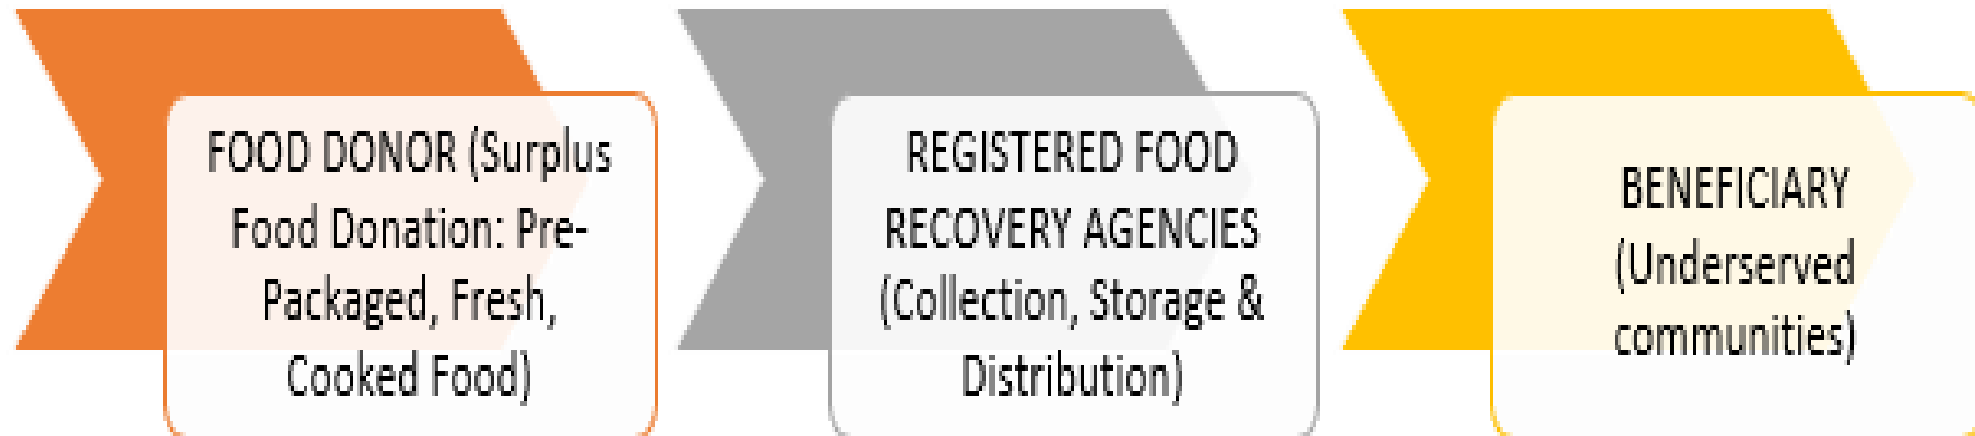 FOOD DONOR (Surplus
Food Donation: Pre-
Packaged, Fresh,
Cooked Food)
REGISTERED FOOD
RECOVERY AGENCIES
(Collection, Storage &
Distribution)
BENEFICIARY
(Underserved
communities)